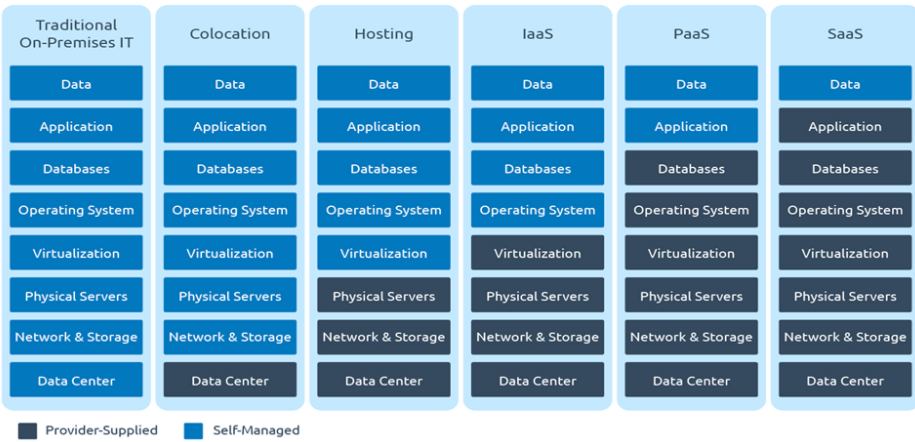 Traditional
On-Premises IT
Colocation
Hosting
IaaS
PaaS
SaaS
Data
Data
Data
Data
Data
Data
Application
Application
Application
Application
Application
Application
Databases
Databases
Databases
Databases
Databases
Databases
Operating System
Operating System
Operating System
Operating System
Operating System
Operating System
Virtualization
Virtualization
Virtualization
Virtualization
Virtualization
Virtualization
Physical Servers
Physical Servers
Physical Servers
Physical Servers
Physical Servers
Physical Servers
Network & Storage
Network & Storage
Network & Storage
Network & Storage
Network & Storage
Network & Storage
Data Center
Data Center
Data Center
Data Center
Data Center
Data Center
Provider-Supplied
Self-Managed